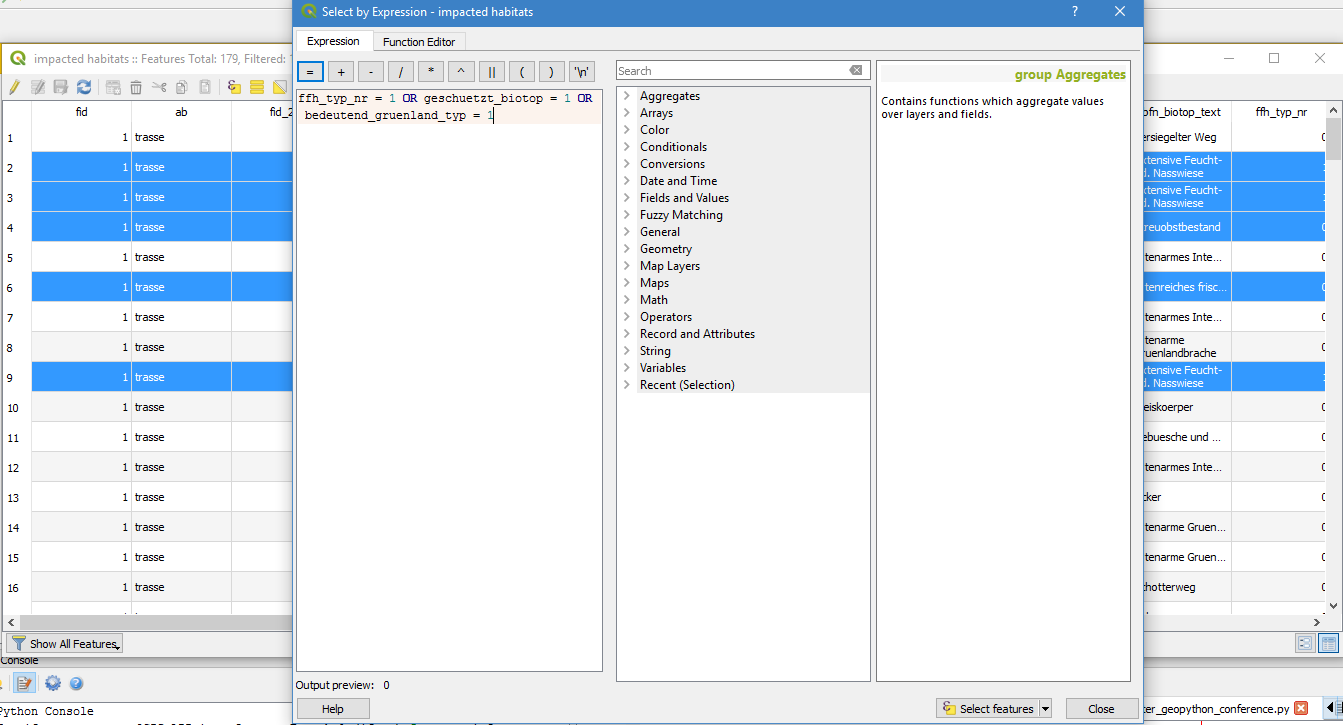 Select by Expression - impacted habitats
?
Expression
Function Editor
= + - / * ^ || ( ) '\n'
ffh_typ_nr = 1 OR geschuetzt_biotop = 1 OR
bedeutend_gruenland_typ = 1
Search
Aggregates
Arrays
Color
Conditionals
Conversions
Date and Time
Fields and Values
Fuzzy Matching
General
Geometry
Map Layers
Maps
Math
Operators
Record and Attributes
String
Variables
Recent (Selection)
group Aggregates
Contains functions which aggregate values
over layers and fields.
Output preview: 0
Help
Select features
Close
impacted habitats :: Features Total: 179, Filtered:
fid ab fid_2
1 1 trasse
2 1 trasse
3 1 trasse
4 1 trasse
5 1 trasse
6 1 trasse
7 1 trasse
8 1 trasse
9 1 trasse
10 1 trasse
11 1 trasse
12 1 trasse
13 1 trasse
14 1 trasse
15 1 trasse
16 1 trasse
ofn_biotop_text ffh_typ_nr
ersiegelter Weg 0
xtensive Feucht-
d. Nasswiese
xtensive Feucht-
d. Nasswiese
reuobstbestand 0
tenarmes Inte... 0
tenreiches frisc... 0
tenarmes Inte... 0
tenarme
uenlandbrache 0
xtensive Feucht-
d. Nasswiese
eiskoerper 0
ebuesche und ... 0
tenarmes Inte... 0
cker 0
tenarme Gruen... 0
tenarme Gruen... 0
hotterweg 0
Show All Features
Console
ython Console
ter_geopython_conference.py